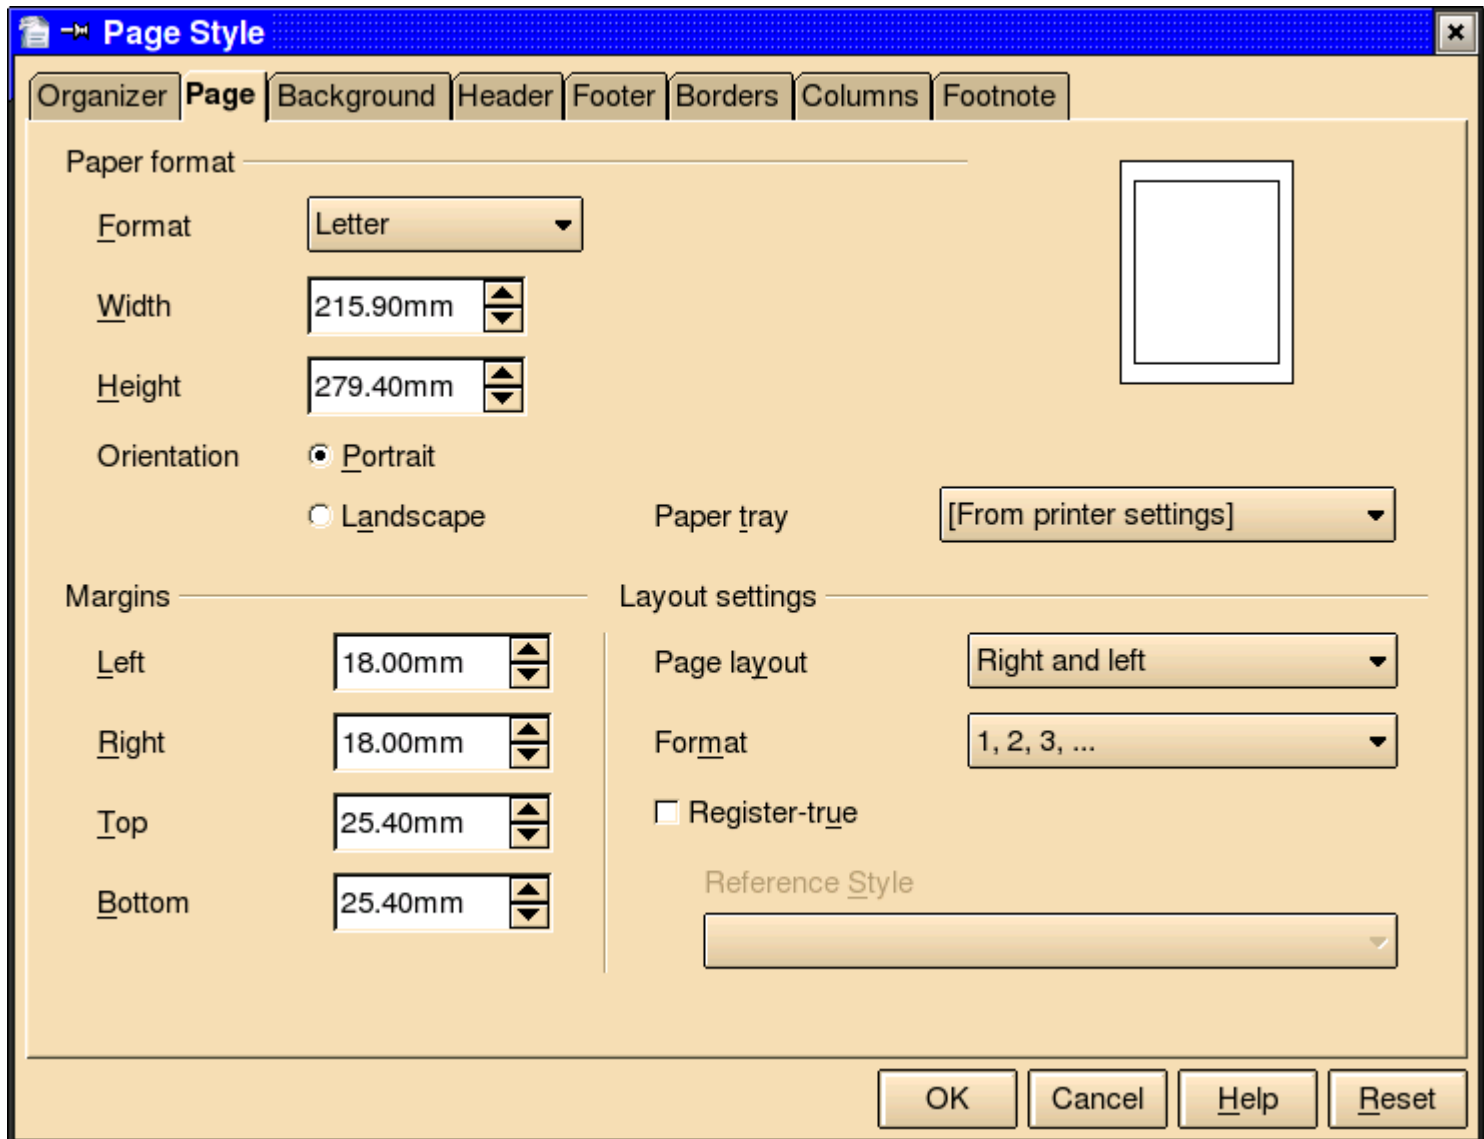 Page Style
Organizer Page Background Header Footer Borders Columns Footnote
Paper format
Format Letter
Width 215.90mm
Height 279.40mm
Orientation Portrait
Landscape Paper tray [From printer settings]
Margins Layout settings
Left 18.00mm Page layout Right and left
Right 18.00mm Format 1, 2, 3, ...
Top 25.40mm Register-true
Reference Style
Bottom 25.40mm
OK Cancel Help Reset